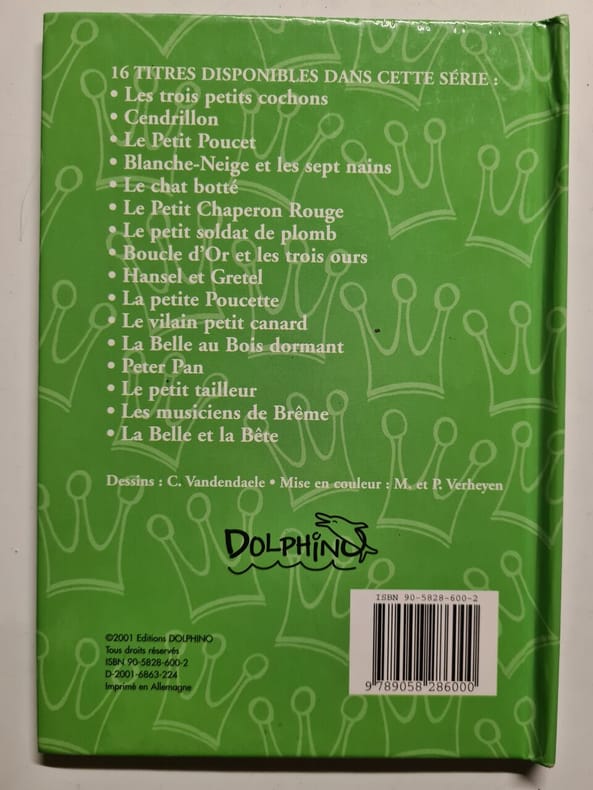 16 TITRES DISPONIBLES DANS CETTE SÉRIE :
• Les trois petits cochons
• Cendrillon
• Le Petit Poucet
• Blanche-Neige et les sept nains
• Le chat botté
• Le Petit Chaperon Rouge
• Le petit soldat de plomb
• Boucle d'Or et les trois ours
• Hansel et Gretel
• La petite Poucette
• Le vilain petit canard
• La Belle au Bois dormant
• Peter Pan
• Le petit tailleur
• Les musiciens de Brême
• La Belle et la Bête
Dessins : C. Vandendaele • Mise en couleur : M. et P. Verheyen
DOLPHINO
ISBN 90-5828-600-2
9 789058 286000
©2001 Editions DOLPHINO
Tous droits réservés
ISBN 90-5828-600-2
D-2001-6863-224
Imprimé en Allemagne